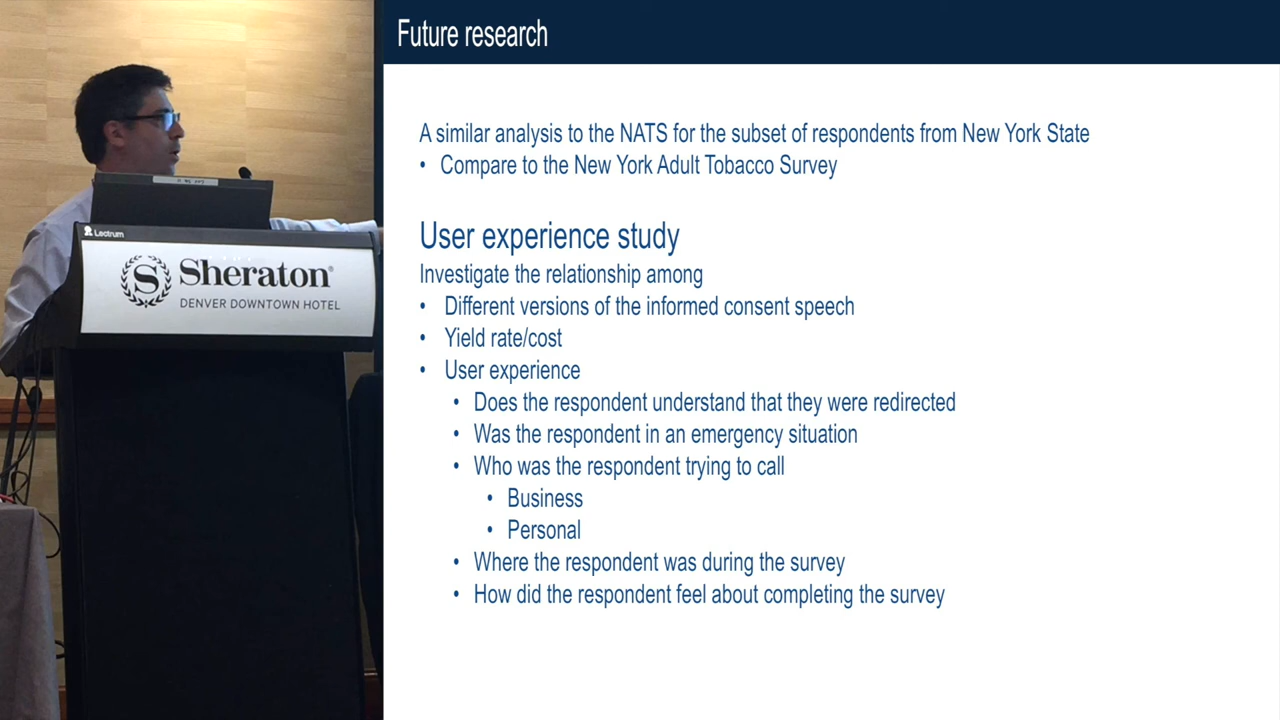 Future research
A similar analysis to the NATS for the subset of respondents from New York State
• Compare to the New York Adult Tobacco Survey
User experience study
Investigate the relationship among
• Different versions of the informed consent speech
• Yield rate/cost
• User experience
• Does the respondent understand that they were redirected
• Was the respondent in an emergency situation
• Who was the respondent trying to call
• Business
• Personal
• Where the respondent was during the survey
• How did the respondent feel about completing the survey
Lectrum
S Sheraton®
DENVER DOWNTOWN HOTEL